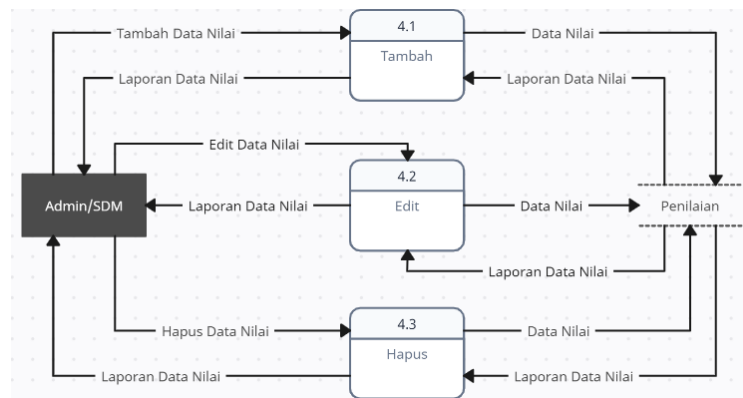 4.1
Tambah Data Nilai
Data Nilai
Tambah
Laporan Data Nilai
Laporan Data Nilai
Edit Data Nilai
4.2
Admin/SDM
Laporan Data Nilai
Edit
Data Nilai
Penilaian
Laporan Data Nilai
4.3
Hapus Data Nilai
Data Nilai
Hapus
Laporan Data Nilai
Laporan Data Nilai